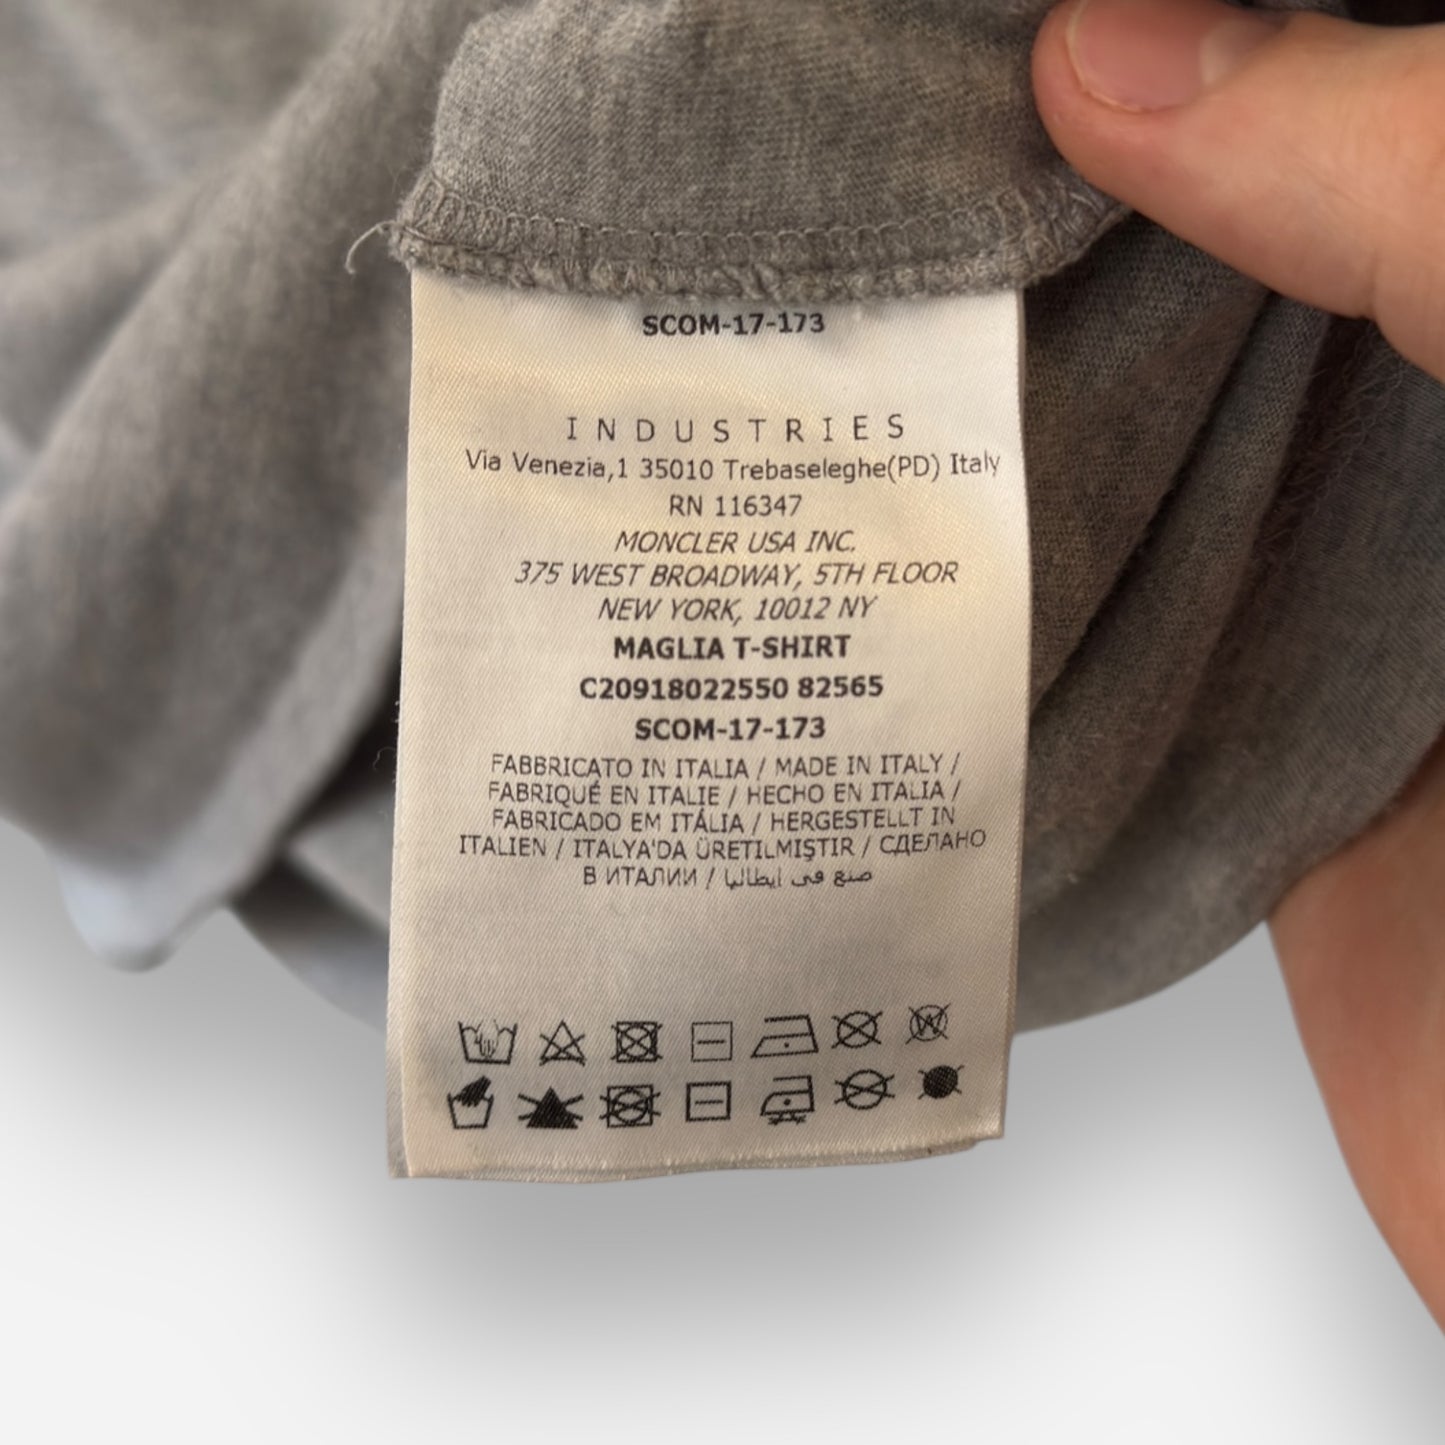 SCOM-17-173
INDUSTRIES
Via Venezia,1 35010 Trebaseleghe(PD) Italy
RN 116347
MONCLER USA INC.
375 WEST BROADWAY, 5TH FLOOR
NEW YORK, 10012 NY
MAGLIA T-SHIRT
C20918022550 82565
SCOM-17-173
FABBRICATO IN ITALIA / MADE IN ITALY /
FABRIQUÉ EN ITALIE / HECHO EN ITALIA /
FABRICADO EM ITÁLIA / HERGESTELLT IN
ITALIEN / ITALYA'DA ÜRETILMIŞTIR / СДЕЛАНО
В ИТАЛИИ / صنع في ايطاليا
W